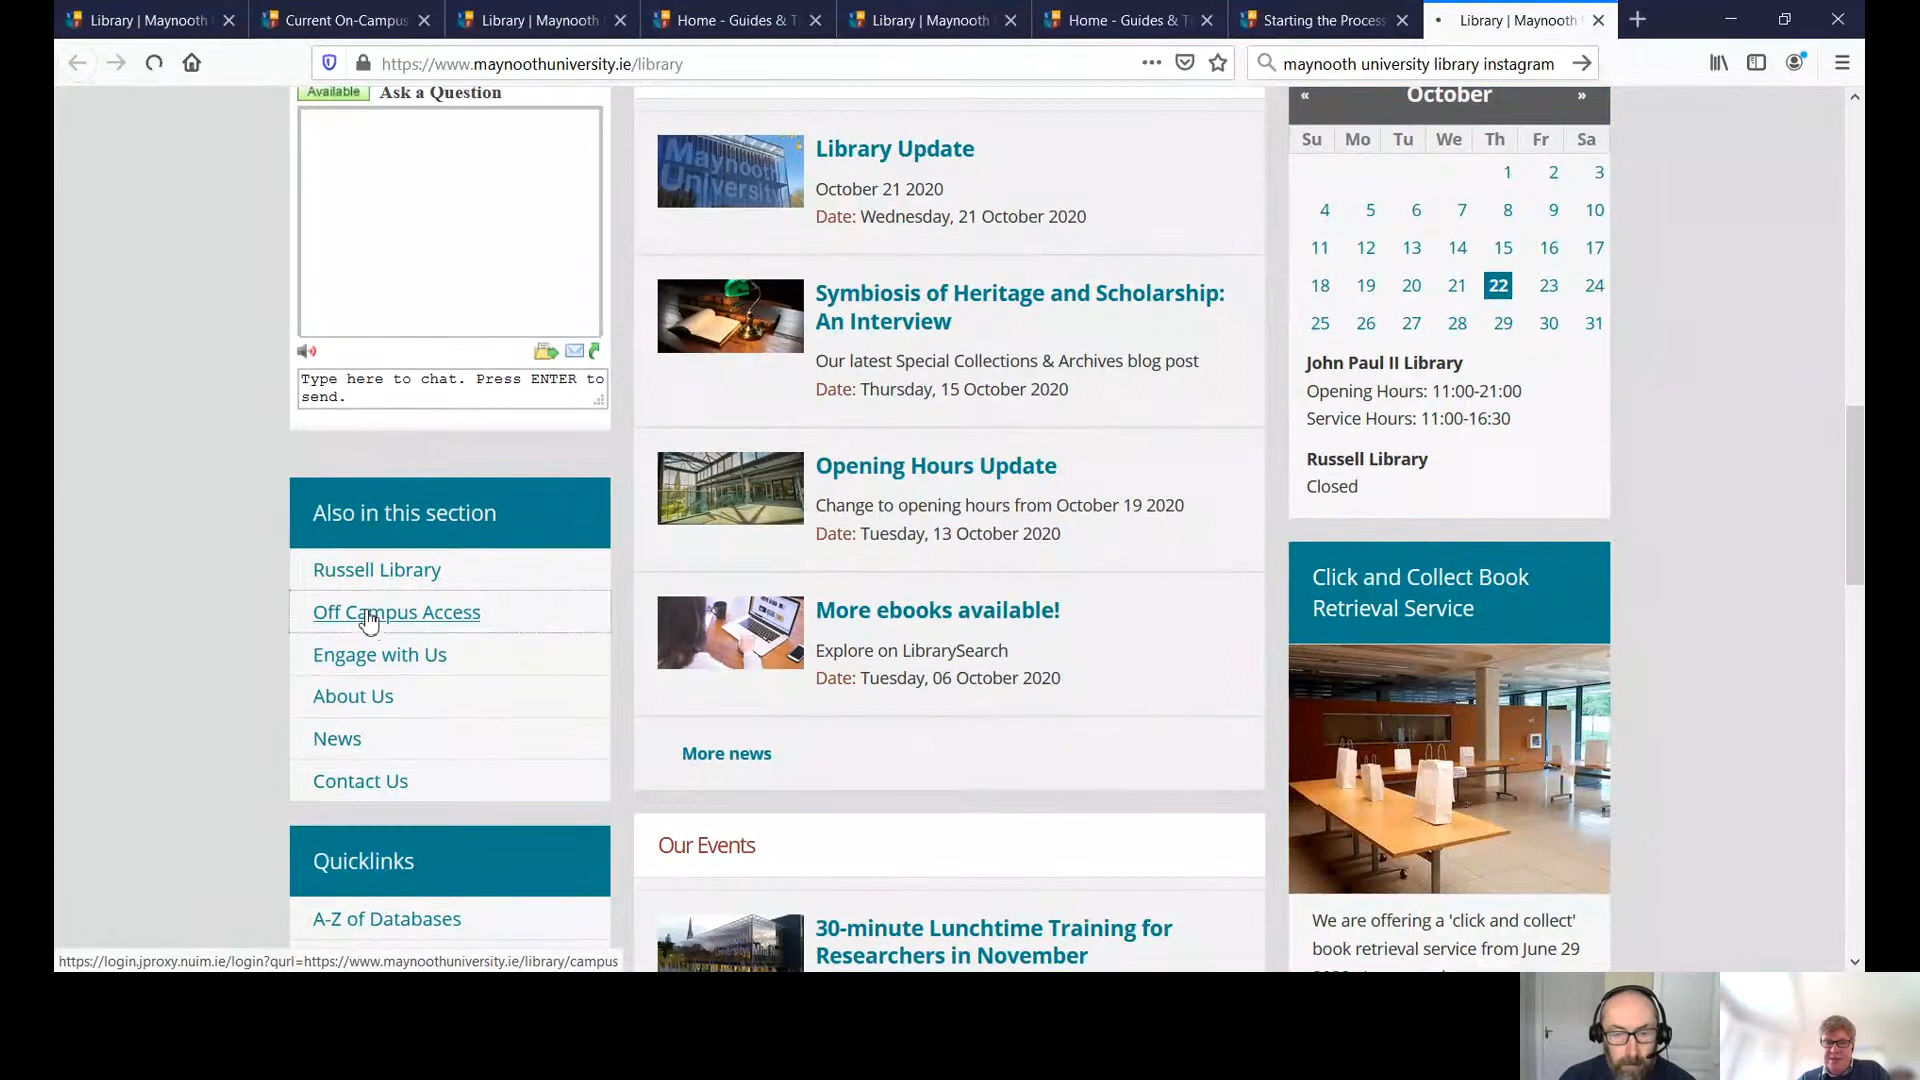 Library | Maynooth
Current On-Campus
Library | Maynooth
Home - Guides & T
Library | Maynooth
Home - Guides & T
Starting the Process
Library | Maynooth
https://www.maynoothuniversity.ie/library
maynooth university library instagram
Available Ask a Question
Type here to chat. Press ENTER to
send.
Also in this section
Russell Library
Off Campus Access
Engage with Us
About Us
News
Contact Us
Quicklinks
A-Z of Databases
https://login.jproxy.nuim.ie/login?qurl=https://www.maynoothuniversity.ie/library/campus
Maynooth
University
Library Update
October 21 2020
Date: Wednesday, 21 October 2020
Symbiosis of Heritage and Scholarship:
An Interview
Our latest Special Collections & Archives blog post
Date: Thursday, 15 October 2020
Opening Hours Update
Change to opening hours from October 19 2020
Date: Tuesday, 13 October 2020
More ebooks available!
Explore on LibrarySearch
Date: Tuesday, 06 October 2020
More news
Our Events
30-minute Lunchtime Training for
Researchers in November
« October »
Su Mo Tu We Th Fr Sa
1 2 3
4 5 6 7 8 9 10
11 12 13 14 15 16 17
18 19 20 21 22 23 24
25 26 27 28 29 30 31
John Paul II Library
Opening Hours: 11:00-21:00
Service Hours: 11:00-16:30
Russell Library
Closed
Click and Collect Book
Retrieval Service
We are offering a 'click and collect'
book retrieval service from June 29